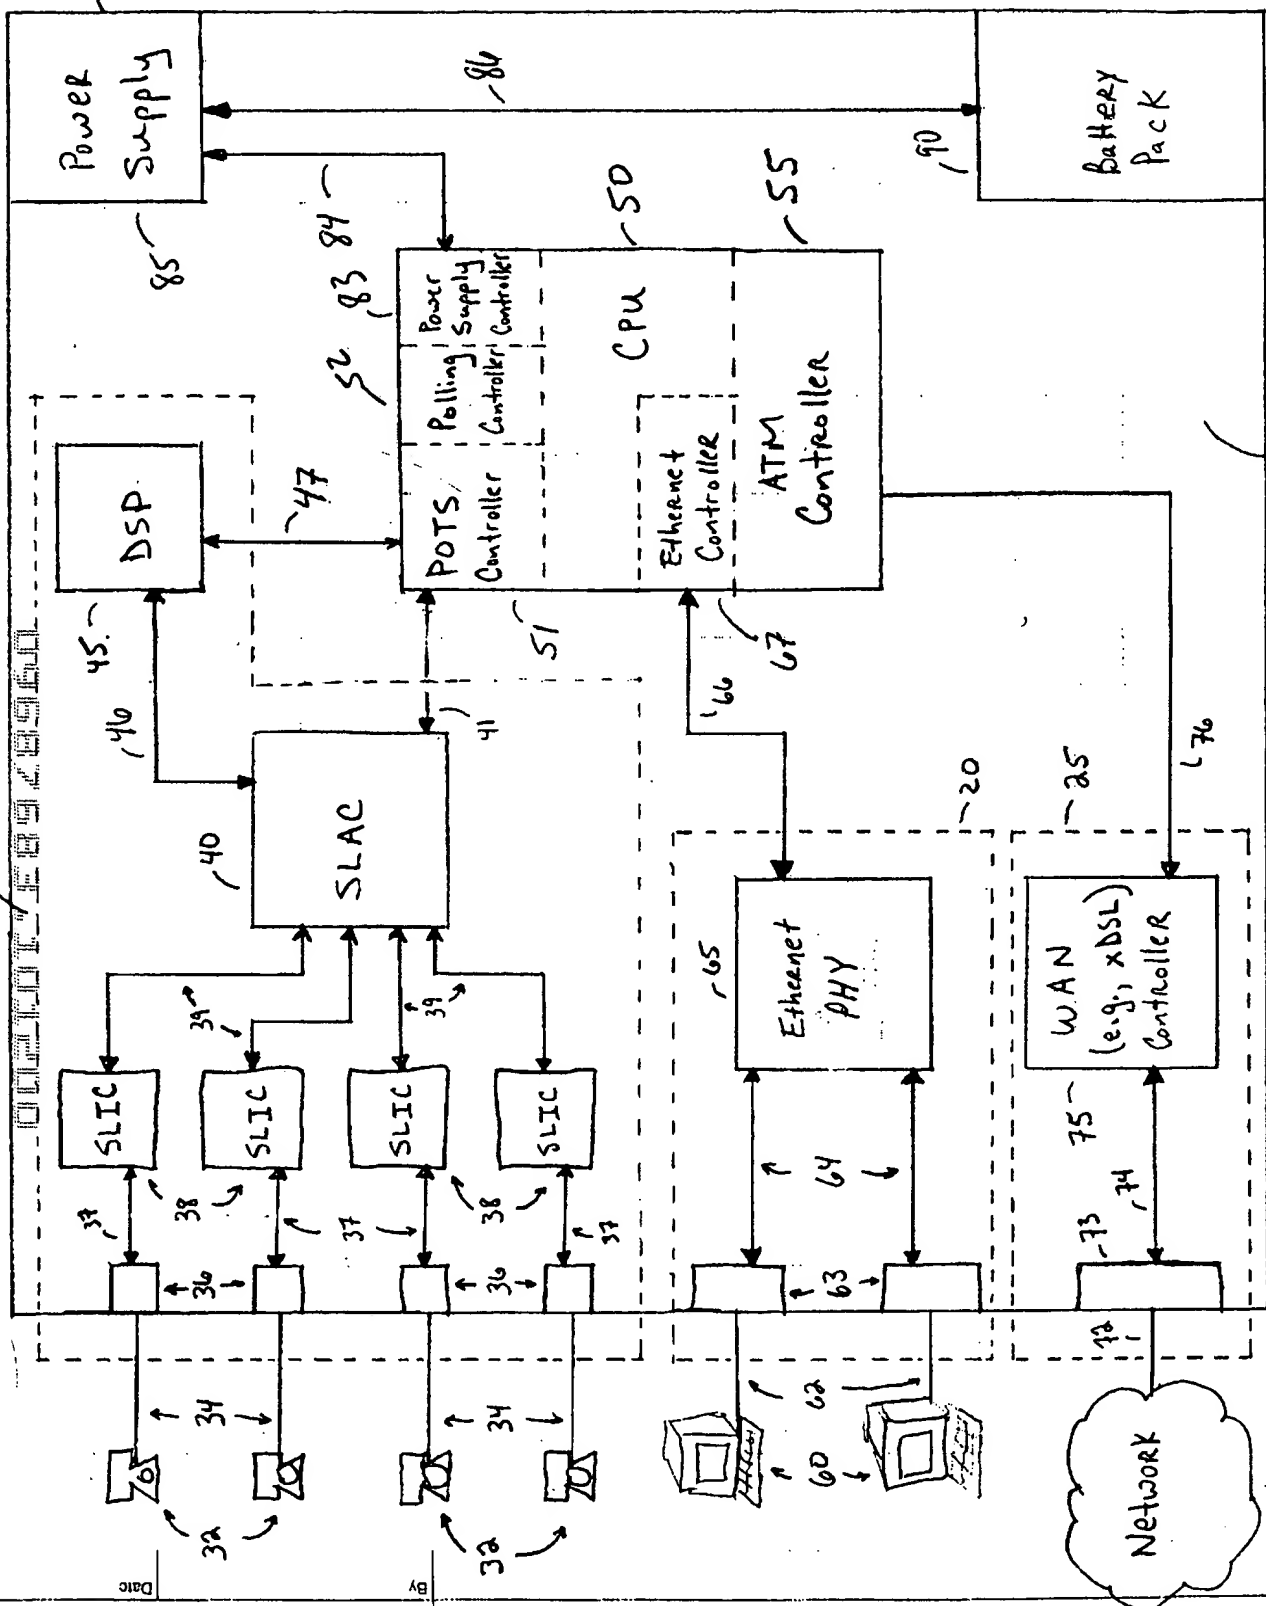 Date
By
32
32
34
34
36
36
37
37
37
38
38
SLIC
SLIC
SLIC
SLIC
39
39
40
SLAC
41
46
45
DSP
47
POTS
Controller
51
52
Polling
Controller
83
Power
Supply
Controller
84
85
Power
Supply
86
90
Battery
Pack
CPU
50
55
Ethernet
Controller
67
ATM
Controller
66
65
Ethernet
PHY
20
64
63
62
60
76
25
WAN
(e.g., xDSL)
Controller
75
74
73
72
Network